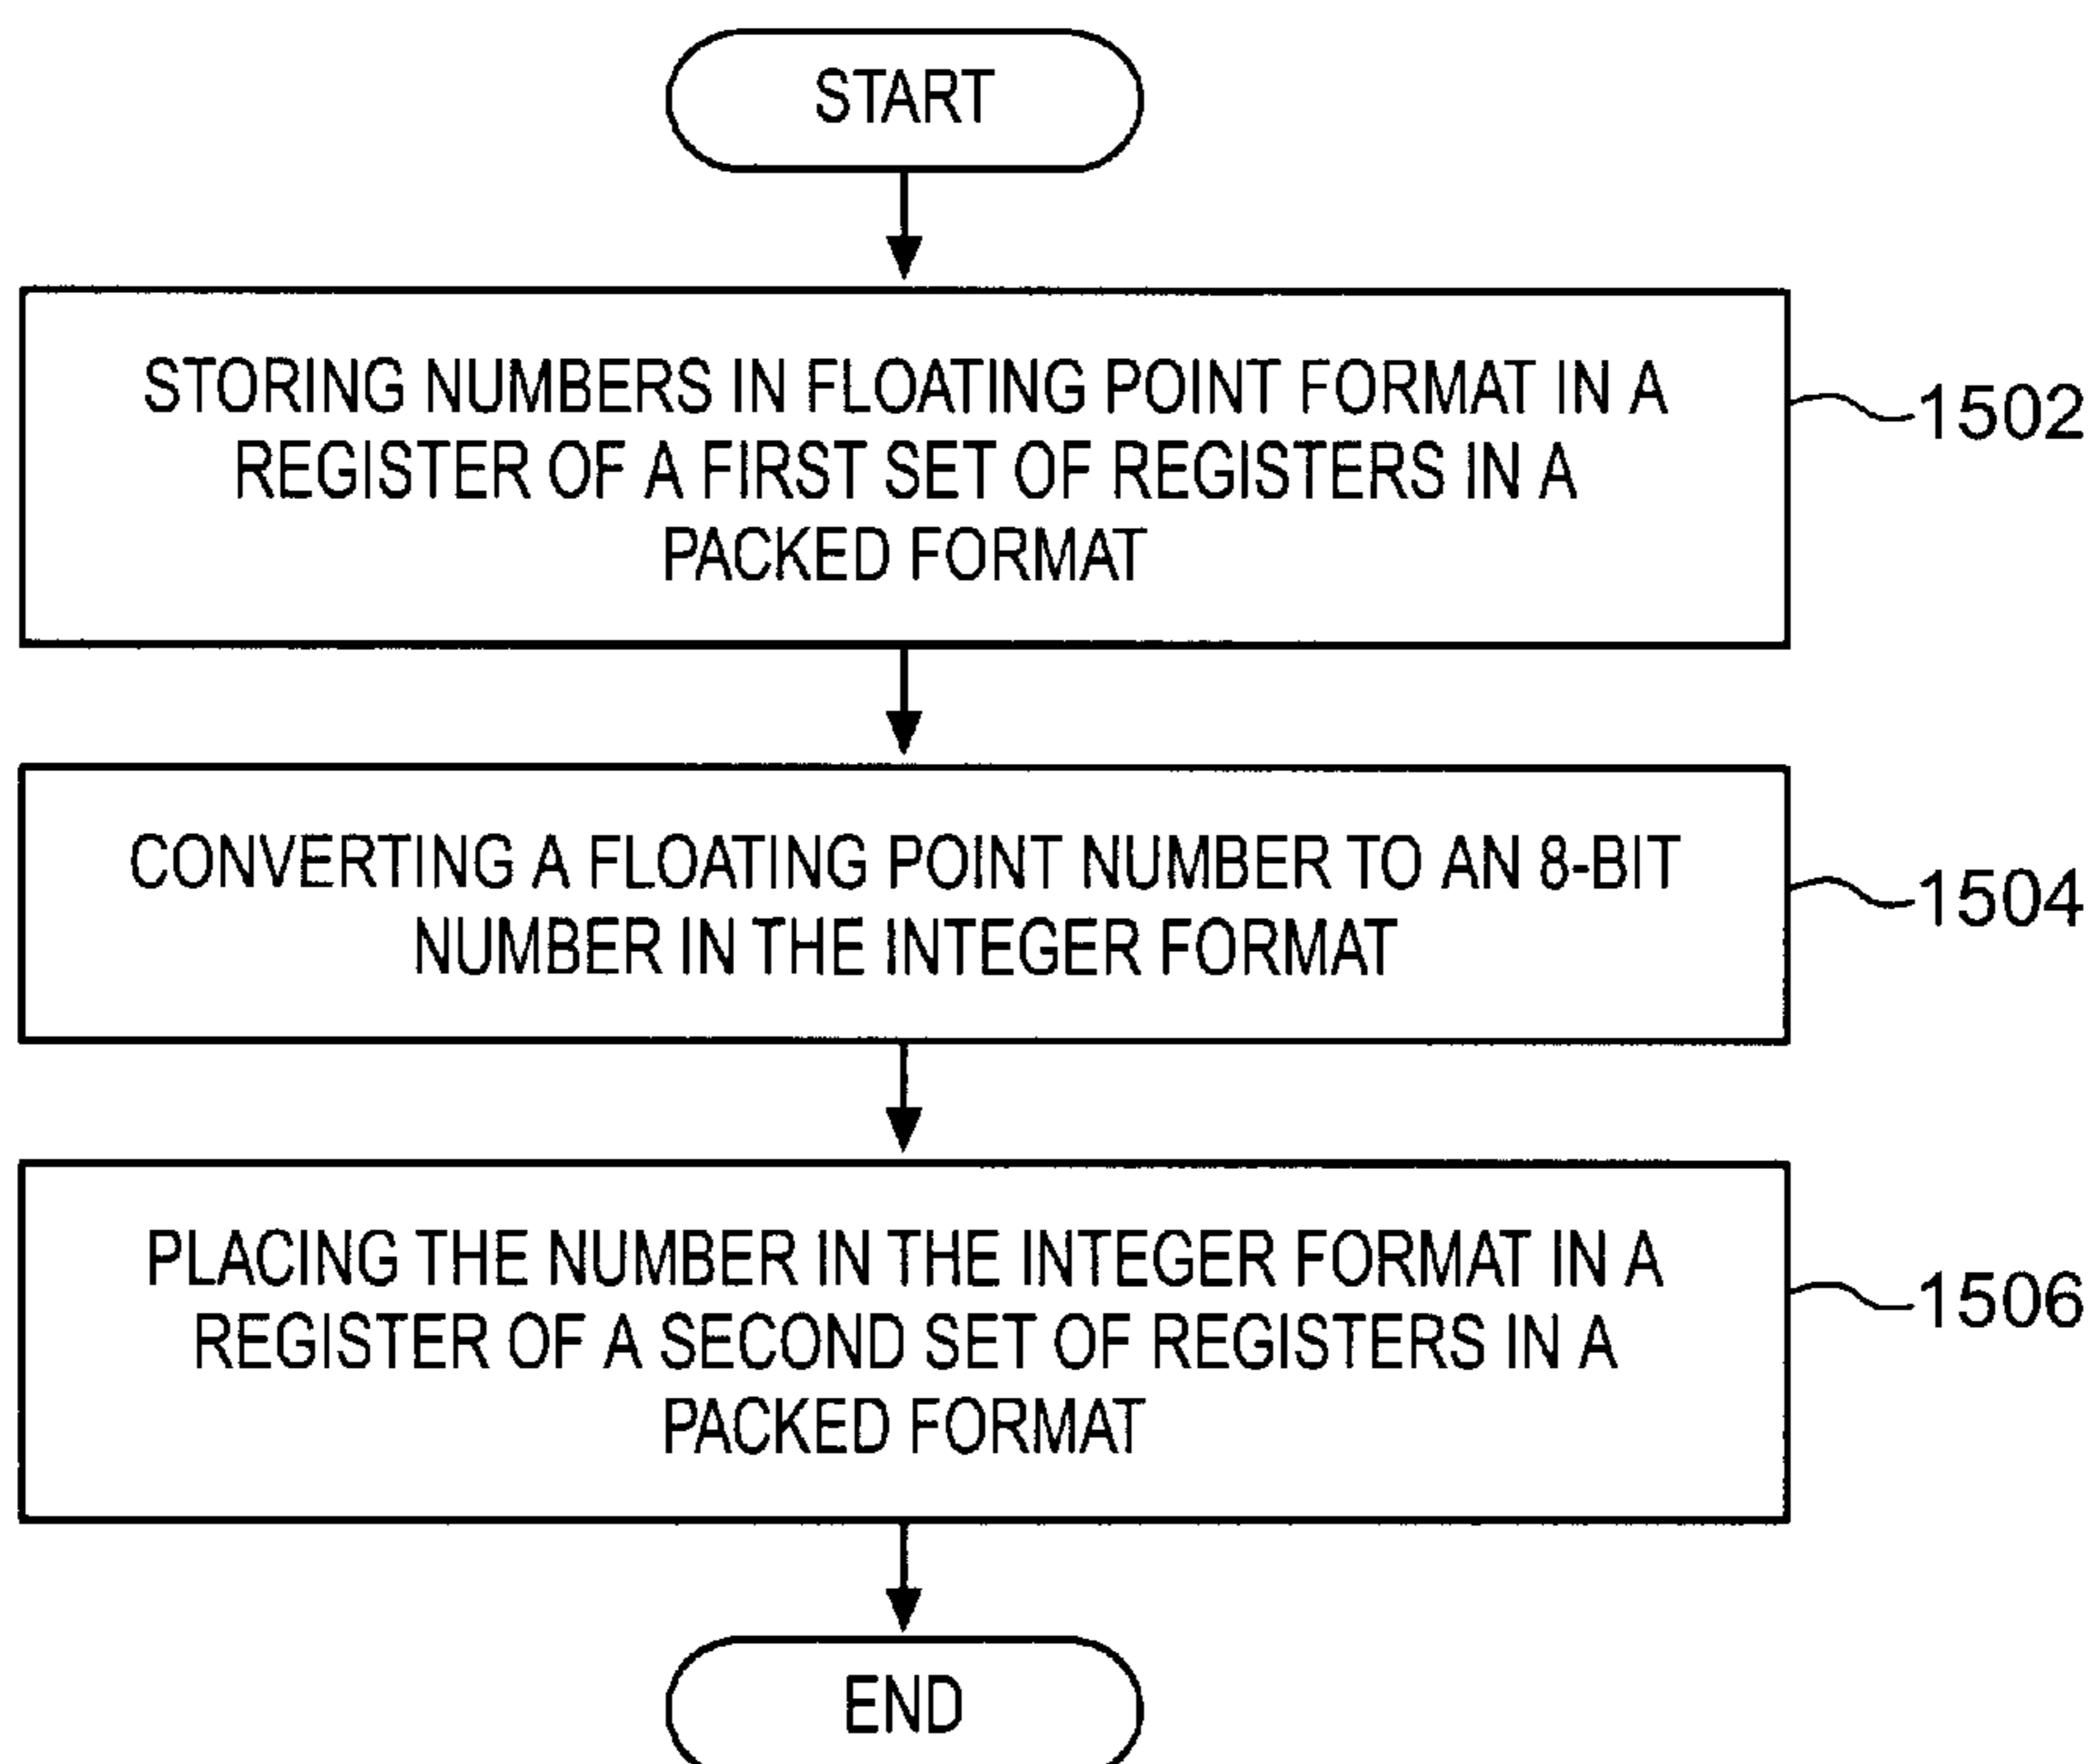 START
STORING NUMBERS IN FLOATING POINT FORMAT IN A
REGISTER OF A FIRST SET OF REGISTERS IN A
PACKED FORMAT
1502
CONVERTING A FLOATING POINT NUMBER TO AN 8-BIT
NUMBER IN THE INTEGER FORMAT
1504
PLACING THE NUMBER IN THE INTEGER FORMAT IN A
REGISTER OF A SECOND SET OF REGISTERS IN A
PACKED FORMAT
1506
END